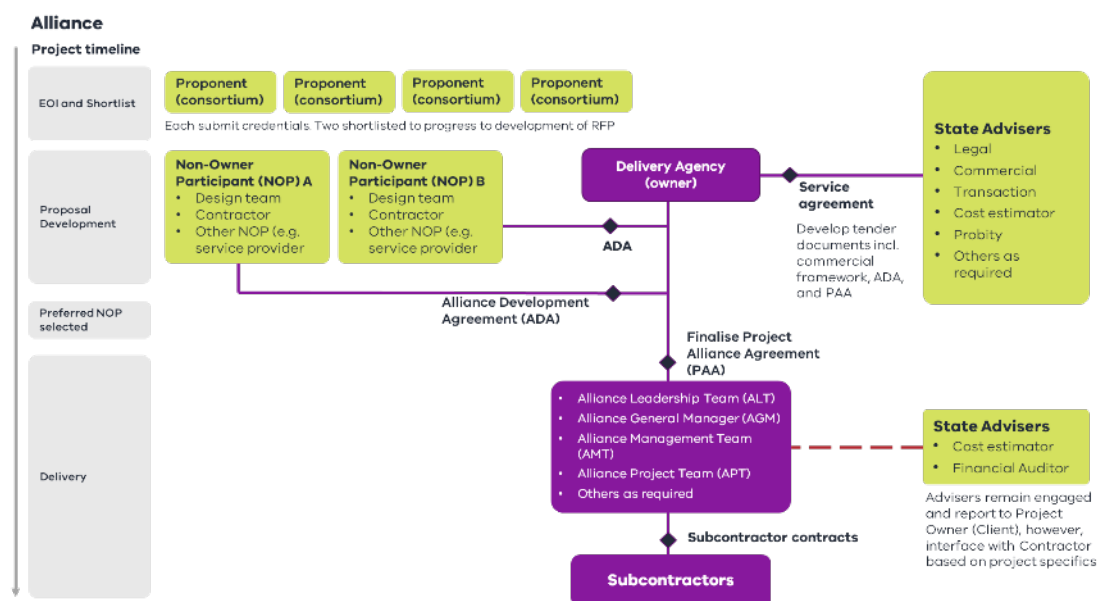 Alliance
Project timeline
EOI and Shortlist
Proponent
(consortium)
Proponent
(consortium)
Proponent
(consortium)
Proponent
(consortium)
Each submit credentials. Two shortlisted to progress to development of RFP
Proposal
Development
Non-Owner
Participant (NOP) A
• Design team
• Contractor
• Other NOP (e.g.
service provider
Non-Owner
Participant (NOP) B
• Design team
• Contractor
• Other NOP (e.g.
service provider
Delivery Agency
(owner)
Service
agreement
Develop tender
documents incl.
commercial
framework, ADA,
and PAA
State Advisers
• Legal
• Commercial
• Transaction
• Cost estimator
• Probity
• Others as
required
ADA
Alliance Development
Agreement (ADA)
Preferred NOP
selected
Finalise Project
Alliance Agreement
(PAA)
Delivery
• Alliance Leadership Team (ALT)
• Alliance General Manager (AGM)
• Alliance Management Team
(AMT)
• Alliance Project Team (APT)
• Others as required
State Advisers
• Cost estimator
• Financial Auditor
Advisers remain engaged
and report to Project
Owner (Client), however,
interface with Contractor
based on project specifics
Subcontractor contracts
Subcontractors